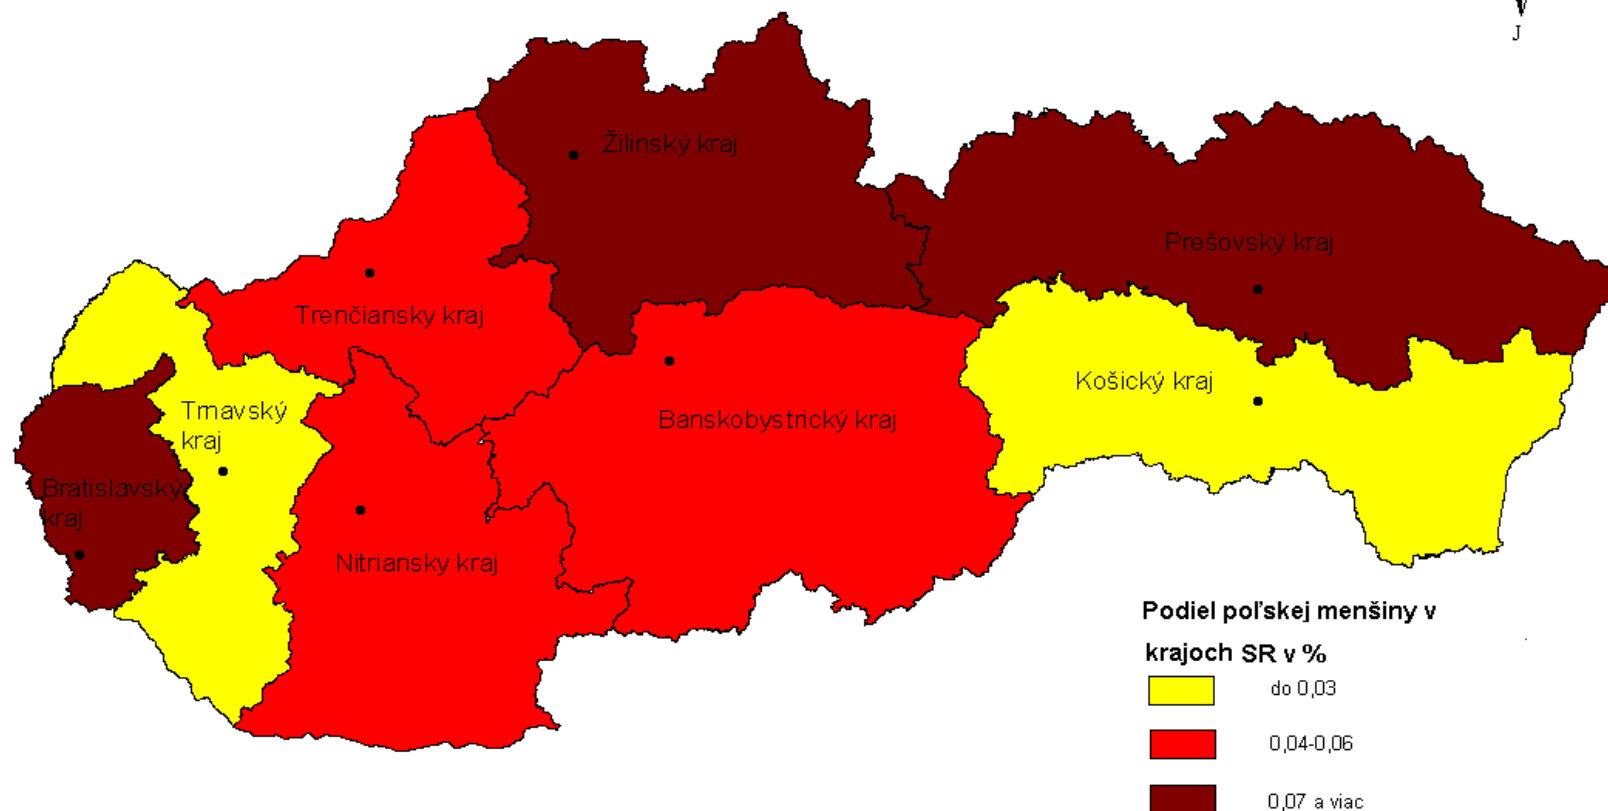 J
Žilinský kraj
Prešovský kraj
Trenčiansky kraj
Košický kraj
Trnavský
kraj
Banskobystrický kraj
Bratislavský
kraj
Nitriansky kraj
Podiel poľskej menšiny v
krajoch SR v %
do 0,03
0,04-0,06
0,07 a viac